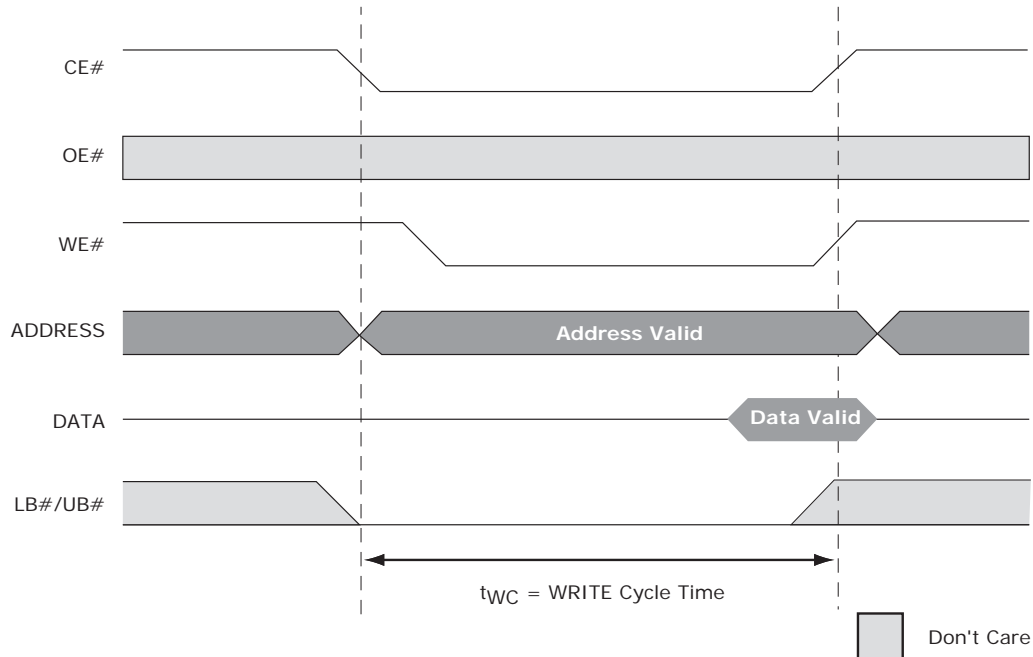 CE#
OE#
WE#
ADDRESS
Address Valid
DATA
Data Valid
LB#/UB#
tWC = WRITE Cycle Time
Don't Care